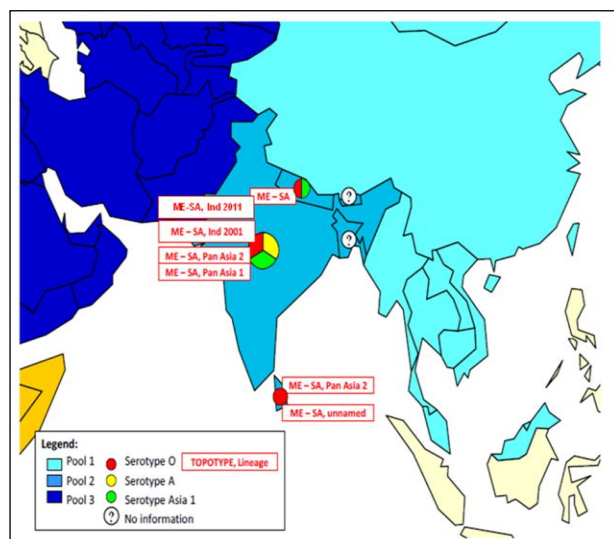 ME – SA
?
ME-SA, Ind 2011
ME – SA, Ind 2001
?
ME – SA, Pan Asia 2
ME – SA, Pan Asia 1
ME – SA, Pan Asia 2
ME – SA, unnamed
Legend:
Pool 1
Serotype O
TOPOTYPE, Lineage
Pool 2
Serotype A
Pool 3
Serotype Asia 1
? No information